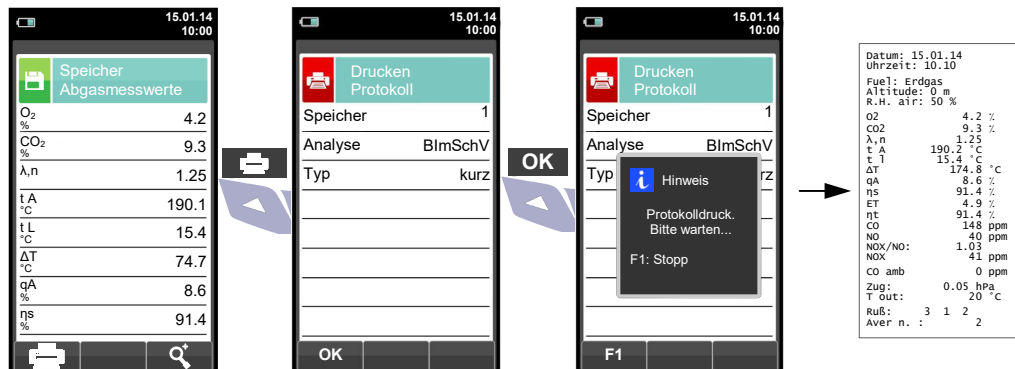 15.01.14
10:00
Speicher
Abgasmesswerte
O2
%
4.2
CO2
%
9.3
λ,n
1.25
t A
°C
190.1
t L
°C
15.4
ΔT
°C
74.7
qA
%
8.6
ηs
%
91.4
15.01.14
10:00
Drucken
Protokoll
Speicher 1
Analyse BImSchV
Typ kurz
OK
OK
15.01.14
10:00
Drucken
Protokoll
Speicher 1
Analyse BImSchV
Typ rz
i Hinweis
Protokolldruck.
Bitte warten...
F1: Stopp
F1
Datum: 15.01.14
Uhrzeit: 10.10
Fuel: Erdgas
Altitude: 0 m
R.H. air: 50 %
O2 4.2 %
CO2 9.3 %
λ,n 1.25
t A 190.2 °C
t l 15.4 °C
ΔT 174.8 °C
qA 8.6 %
ηs 91.4 %
ET 4.9 %
ηt 91.4 %
CO 148 ppm
NO 40 ppm
NOX/NO: 1.03
NOX 41 ppm
CO amb 0 ppm
Zug: 0.05 hPa
T out: 20 °C
Ruß: 3 1 2
Aver n. : 2